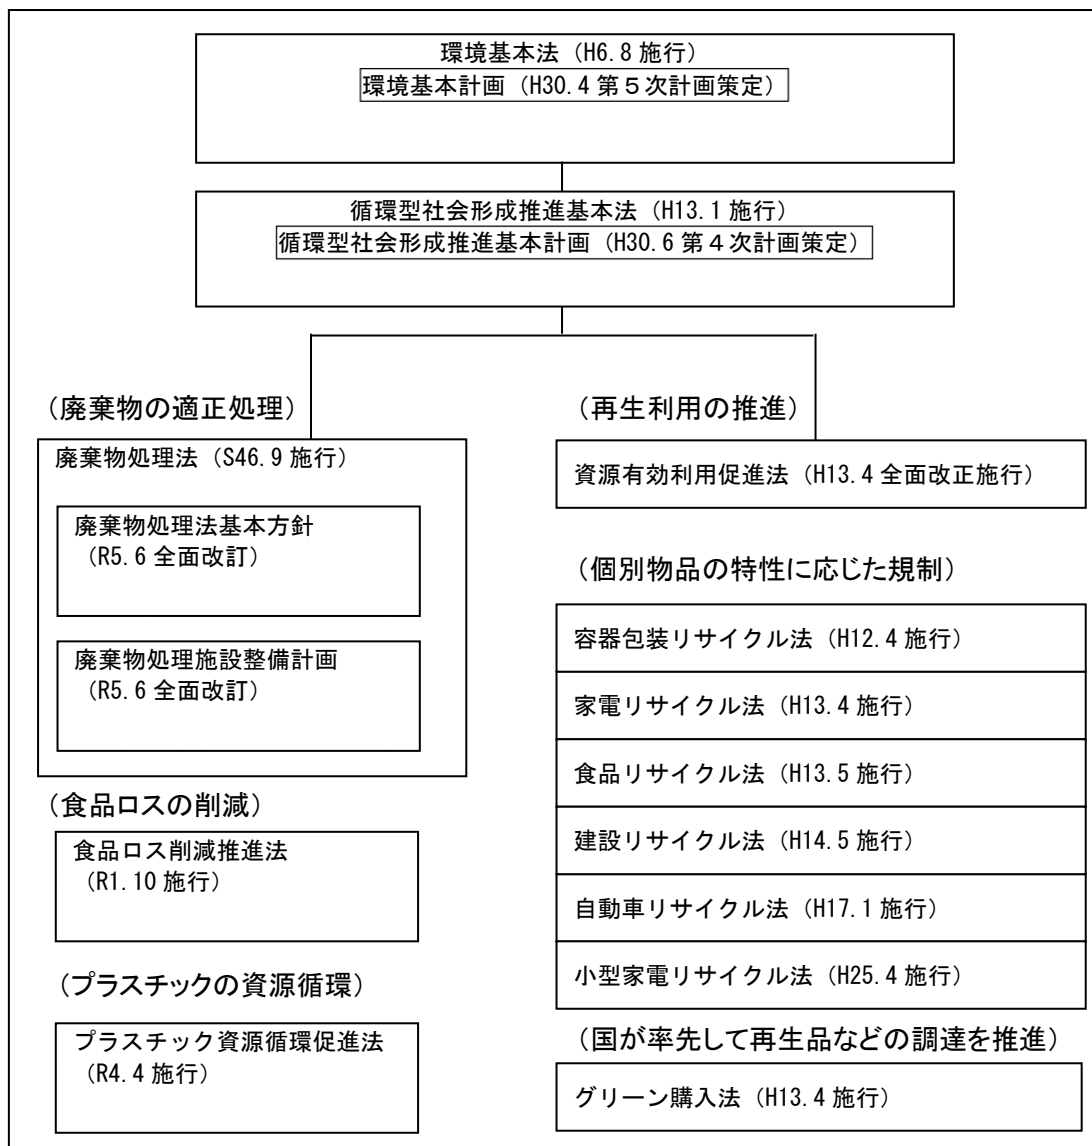 環境基本法（H6.8 施行）
環境基本計画（H30.4 第５次計画策定）
循環型社会形成推進基本法（H13.1 施行）
循環型社会形成推進基本計画（H30.6 第４次計画策定）
（廃棄物の適正処理）
廃棄物処理法（S46.9 施行）
廃棄物処理法基本方針
（R5.6 全面改訂）
廃棄物処理施設整備計画
（R5.6 全面改訂）
（食品ロスの削減）
食品ロス削減推進法
（R1.10 施行）
（プラスチックの資源循環）
プラスチック資源循環促進法
（R4.4 施行）
（再生利用の推進）
資源有効利用促進法（H13.4 全面改正施行）
（個別物品の特性に応じた規制）
容器包装リサイクル法（H12.4 施行）
家電リサイクル法（H13.4 施行）
食品リサイクル法（H13.5 施行）
建設リサイクル法（H14.5 施行）
自動車リサイクル法（H17.1 施行）
小型家電リサイクル法（H25.4 施行）
（国が率先して再生品などの調達を推進）
グリーン購入法（H13.4 施行）